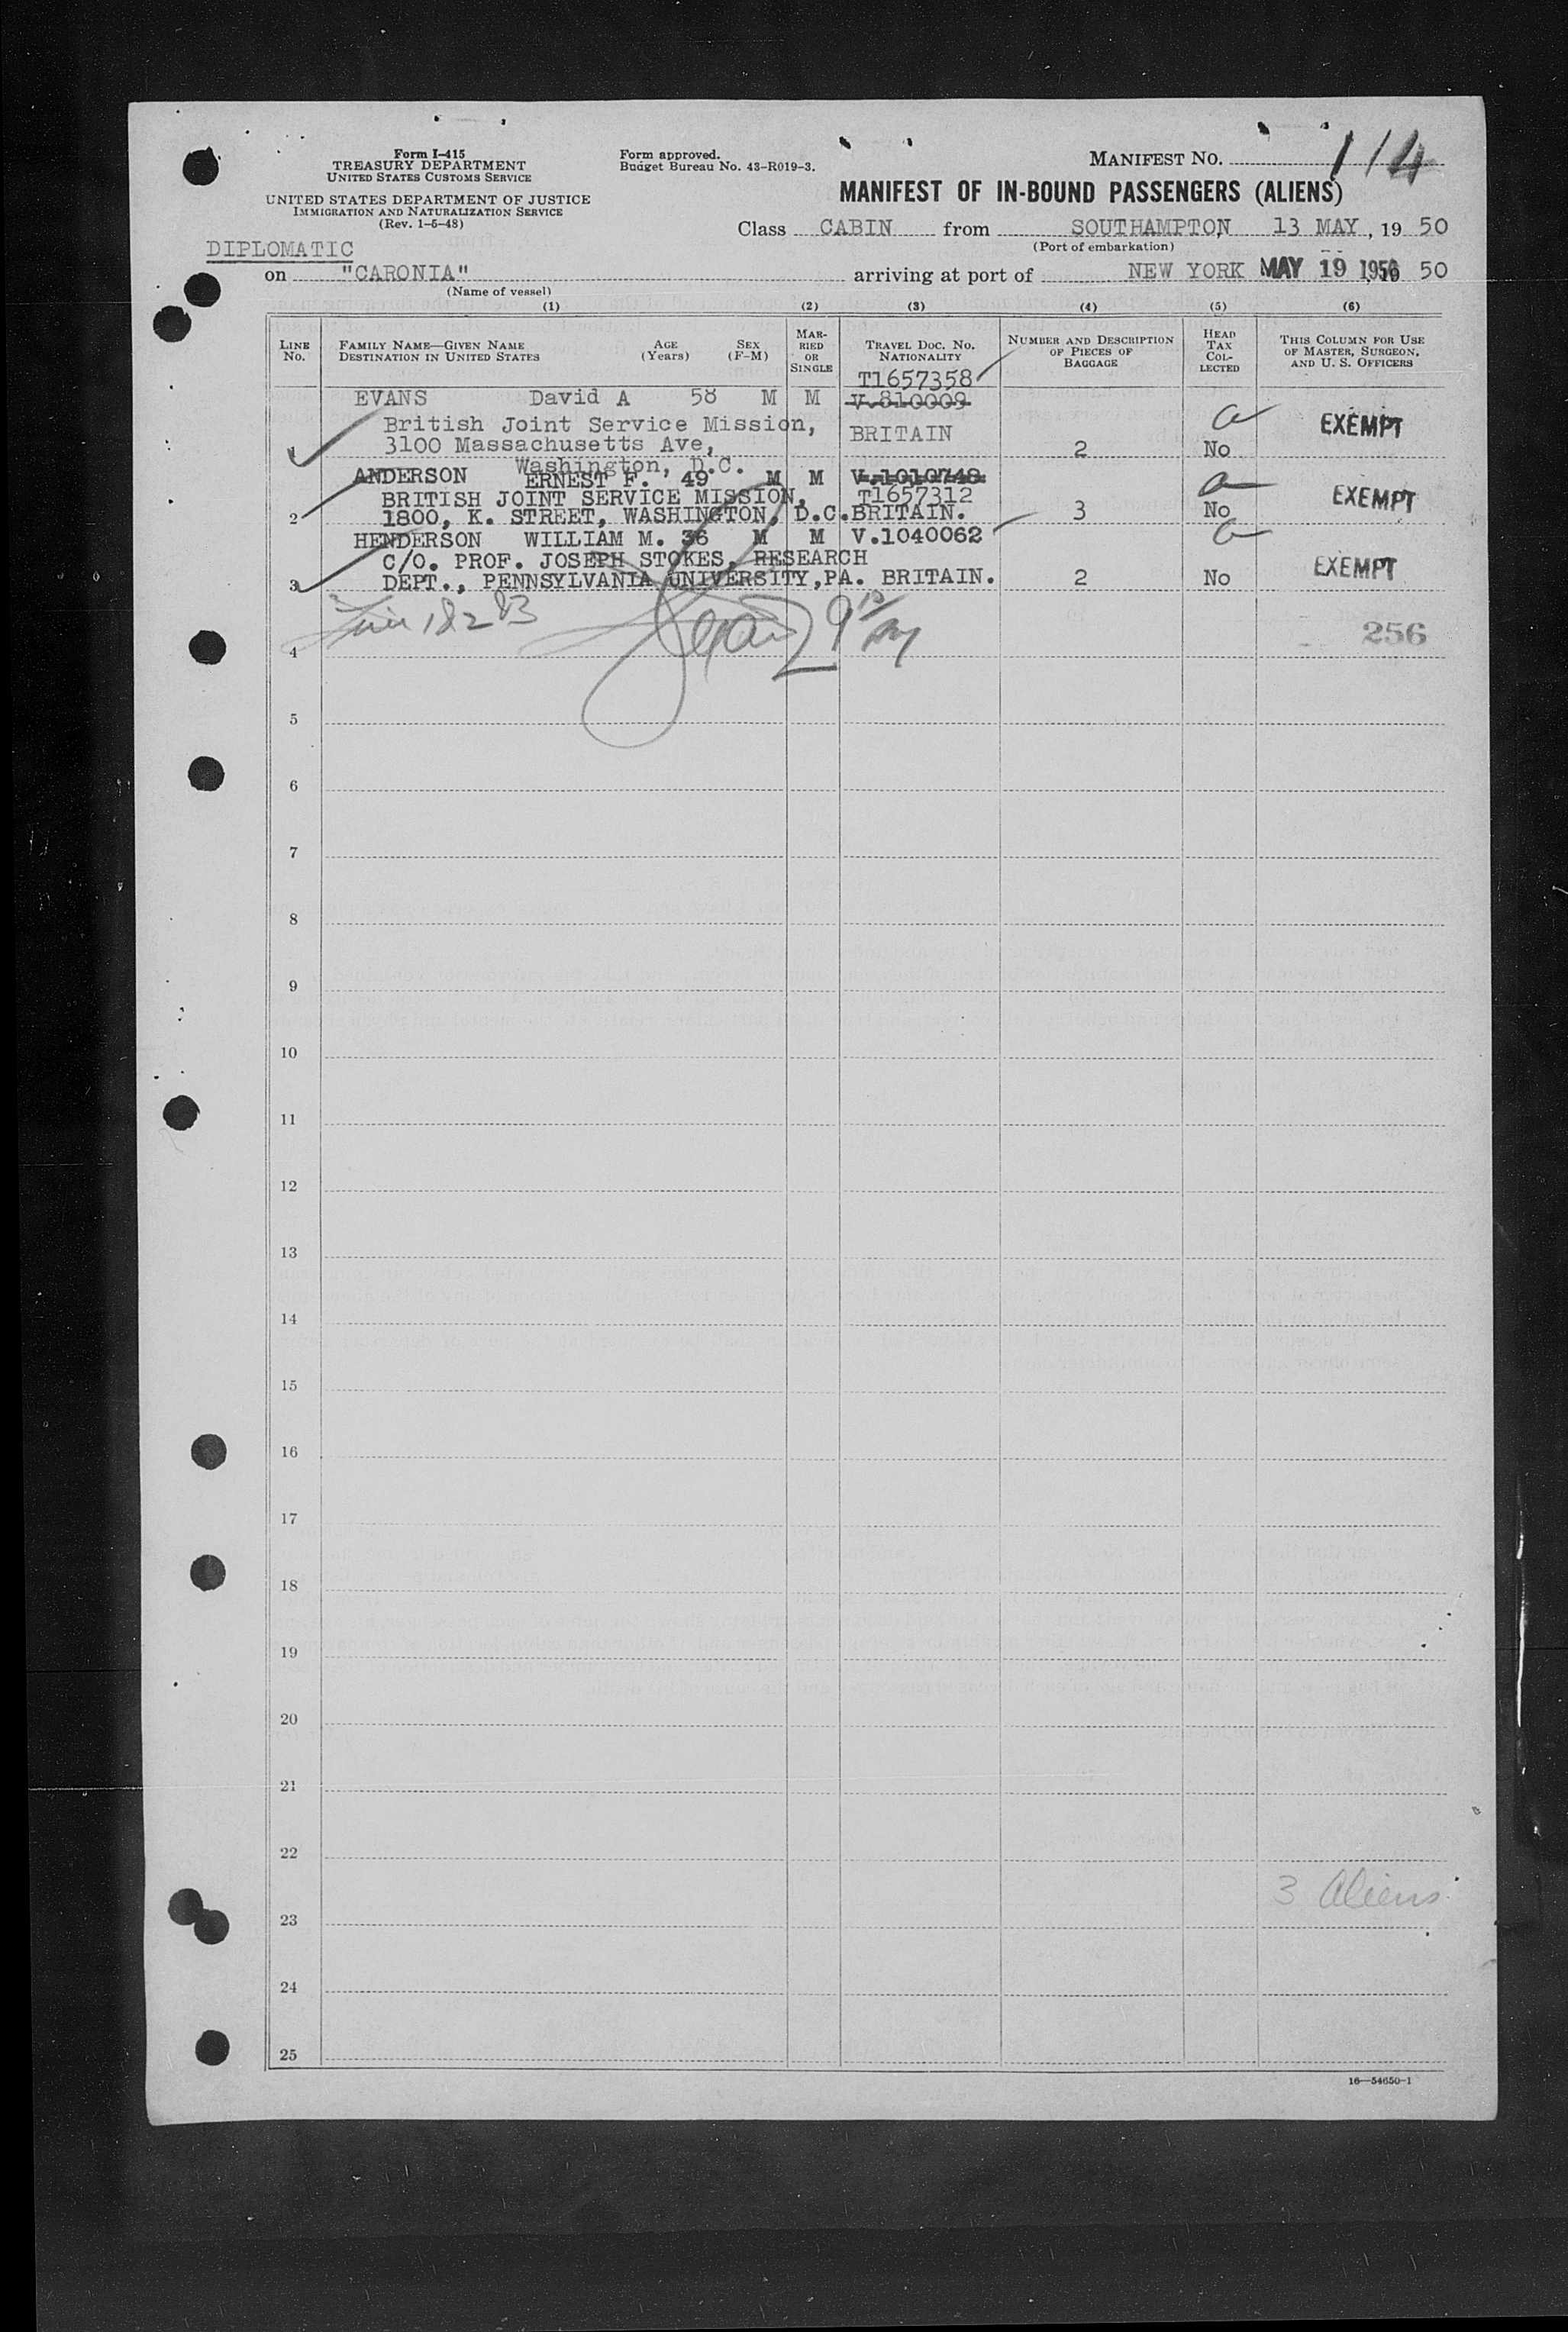 Form I-415
TREASURY DEPARTMENT
UNITED STATES CUSTOMS SERVICE
UNITED STATES DEPARTMENT OF JUSTICE
IMMIGRATION AND NATURALIZATION SERVICE
(Rev. 1-5-48)
Form approved.
Budget Bureau No. 43-R019-3.
MANIFEST NO. 114
MANIFEST OF IN-BOUND PASSENGERS (ALIENS)
Class CABIN from SOUTHAMPTON, 13 MAY, 19 50
(Port of embarkation)
DIPLOMATIC
on "CARONIA" arriving at port of NEW YORK MAY 19 1950 50
(Name of vessel)
(1) (2) (3) (4) (5) (6)
LINE No.
FAMILY NAME—GIVEN NAME
DESTINATION IN UNITED STATES
AGE (Years)
SEX (F-M)
MARRIED OR SINGLE
TRAVEL DOC. NO.
NATIONALITY
NUMBER AND DESCRIPTION OF PIECES OF BAGGAGE
HEAD TAX COLLECTED
THIS COLUMN FOR USE OF MASTER, SURGEON, AND U. S. OFFICERS
T1657358
EVANS David A 58 M M V.810009
British Joint Service Mission, BRITAIN EXEMPT
1 3100 Massachusetts Ave, 2 No
Washington, D.C.
ANDERSON ERNEST F. 49 M M V.1010748
BRITISH JOINT SERVICE MISSION, T1657312 EXEMPT
2 1800, K. STREET, WASHINGTON, D.C. BRITAIN. 3 No
HENDERSON WILLIAM M. 36 M M V.1040062
C/O. PROF. JOSEPH STOKES, RESEARCH EXEMPT
3 DEPT., PENNSYLVANIA UNIVERSITY, PA. BRITAIN. 2 No
256
4
5
6
7
8
9
10
11
12
13
14
15
16
17
18
19
20
21
22
3 Aliens
23
24
25
16—54650-1